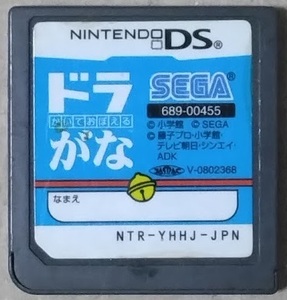 NINTENDO DS
ドラ
かいておぼえる
がな
SEGA
689-00455
© 小学館 © SEGA
© 藤子プロ・小学館・
テレビ朝日・シンエイ・
ADK
V-0802368
なまえ
NTR-YHHJ-JPN